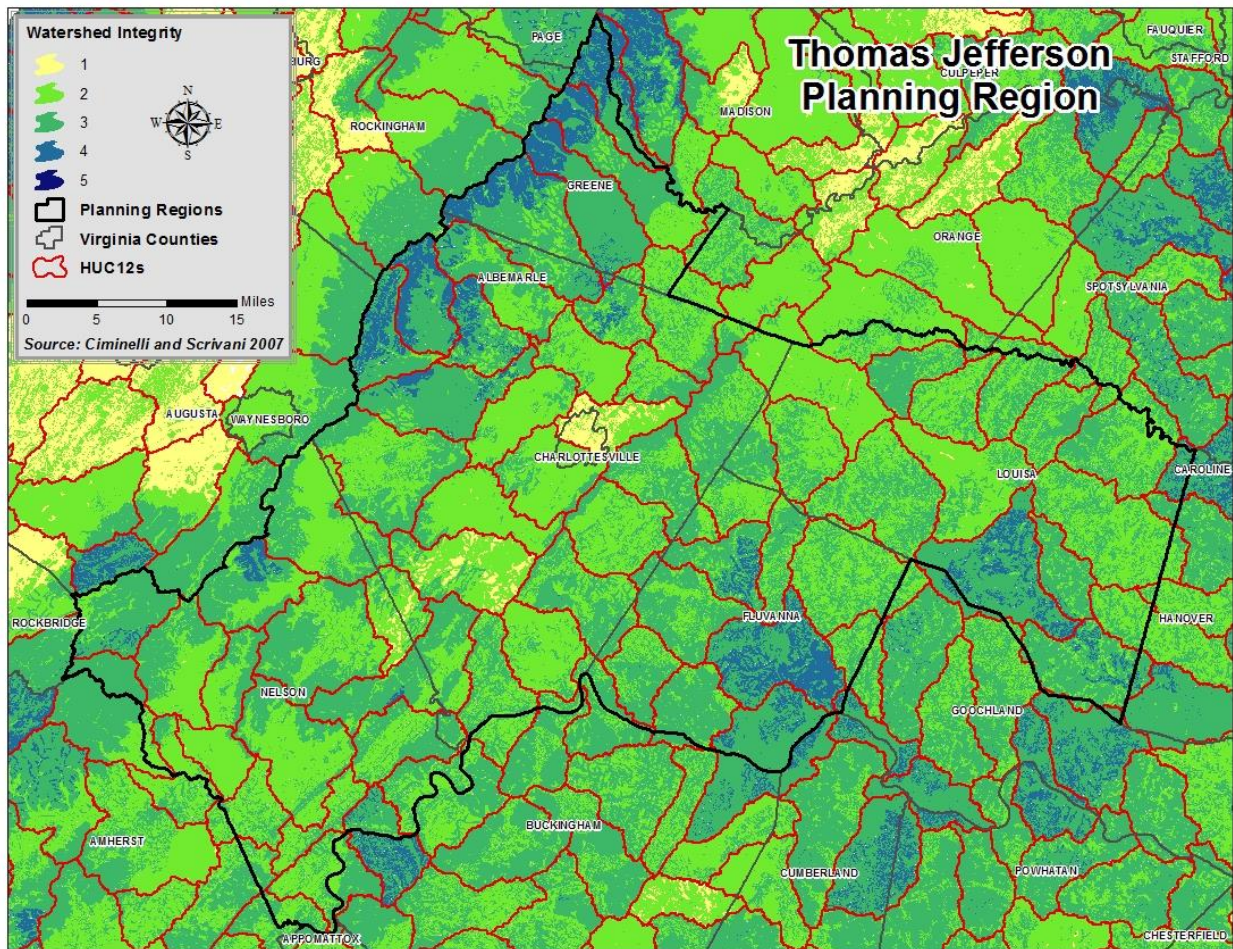 Watershed Integrity
1
2
3
4
5
N
W
E
S
Planning Regions
Virginia Counties
HUC12s
Miles
0 5 10 15
Source: Ciminelli and Scrivani 2007
Thomas Jefferson
Planning Region
PAGE
FAUQUIER
STAFFORD
CULPEPER
BURG
MADISON
ROCKINGHAM
GREENE
ORANGE
ALBEMARLE
SPOTSYLVANIA
AUGUSTA
WAYNESBORO
CHARLOTTESVILLE
CAROLINE
LOUISA
ROCKBRIDGE
FLUVANNA
HANOVER
NELSON
GOOCHLAND
BUCKINGHAM
AMHERST
CUMBERLAND
POWHATAN
APPOMATTOX
CHESTERFIELD